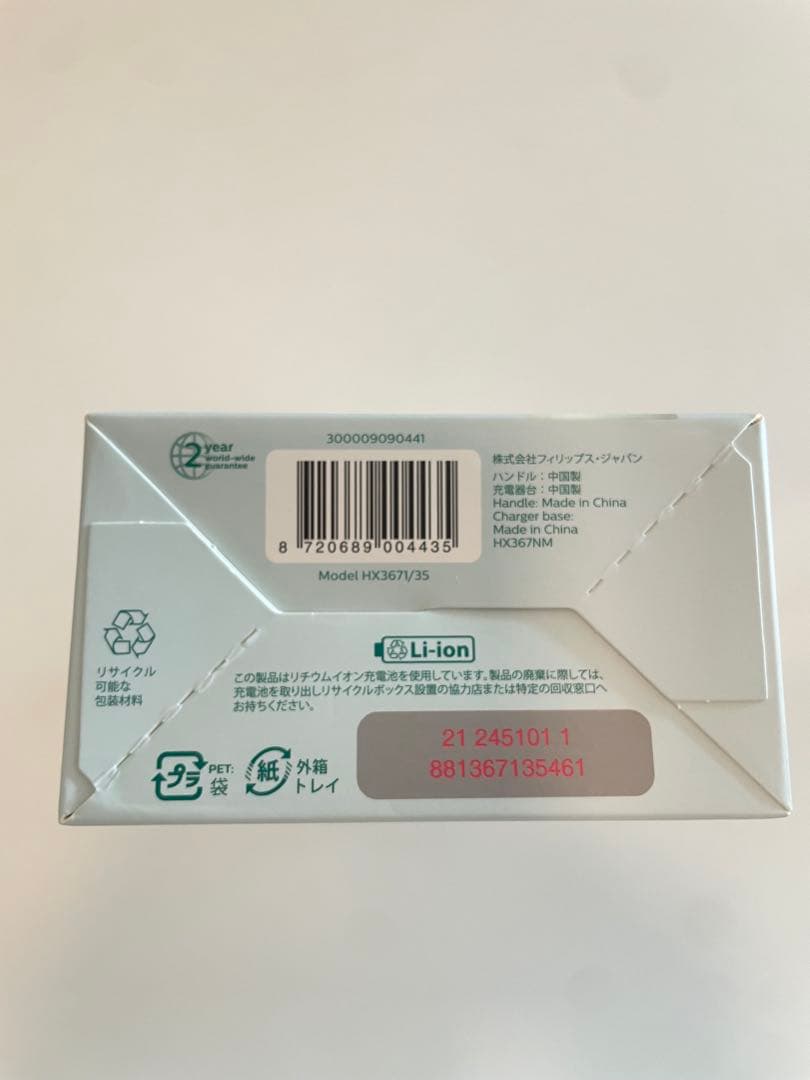 2 year
world-wide
guarantee
300009090441
8 720689 004435
Model HX3671/35
株式会社フィリップス・ジャパン
ハンドル：中国製
充電器台：中国製
Handle: Made in China
Charger base:
Made in China
HX367NM
リサイクル
可能な
包装材料
Li-ion
この製品はリチウムイオン充電池を使用しています。製品の廃棄に際しては、
充電池を取り出しリサイクルボックス設置の協力店または特定の回収窓口へ
お持ちください。
プラ
PET:
袋
紙
外箱
トレイ
21 245101 1
881367135461